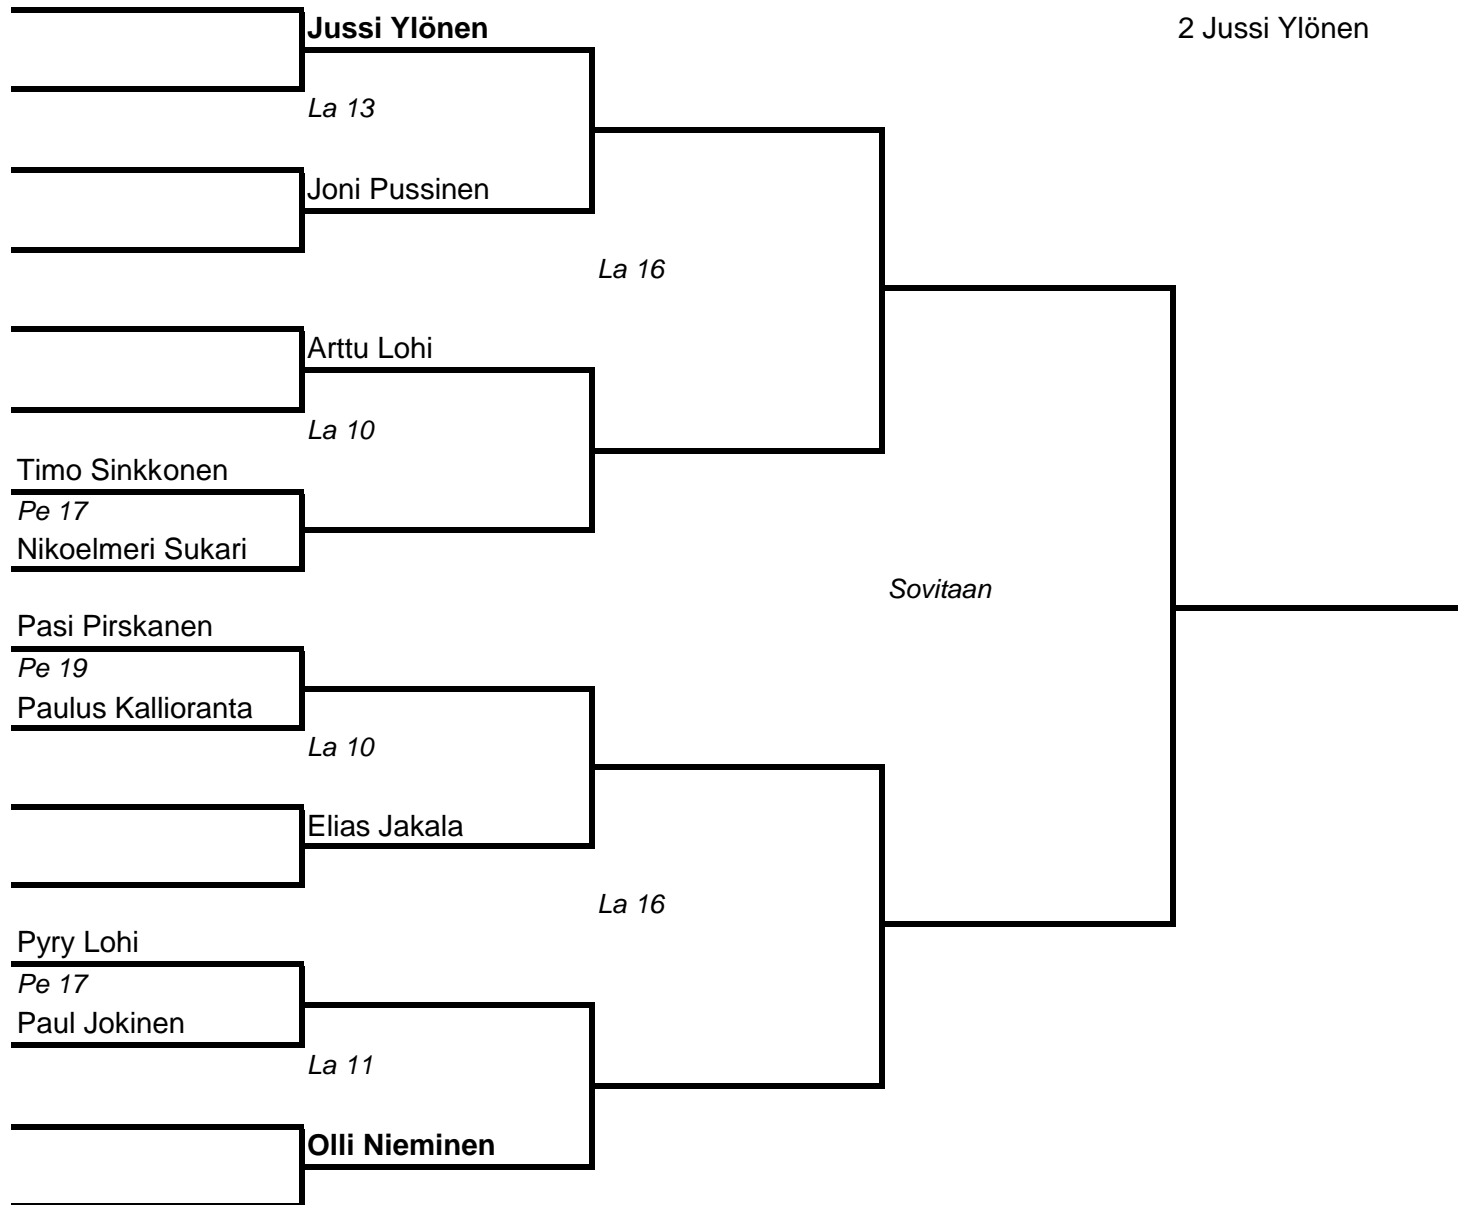 Jussi Ylönen
2 Jussi Ylönen
La 13
Joni Pussinen
La 16
Arttu Lohi
La 10
Timo Sinkkonen
Pe 17
Nikoelmeri Sukari
Sovitaan
Pasi Pirskanen
Pe 19
Paulus Kallioranta
La 10
Elias Jakala
La 16
Pyry Lohi
Pe 17
Paul Jokinen
La 11
Olli Nieminen